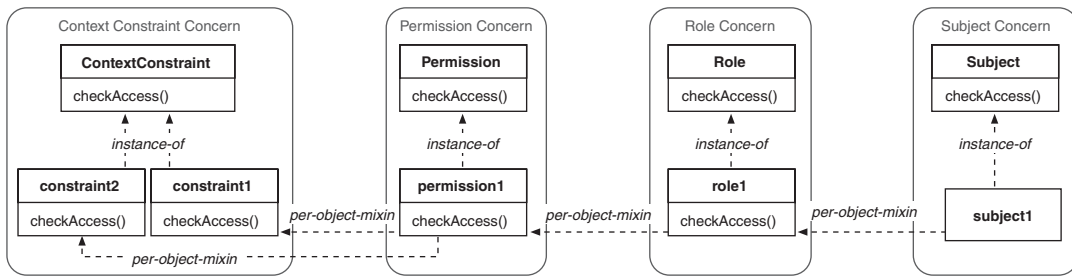 Context Constraint Concern
Permission Concern
Role Concern
Subject Concern
ContextConstraint
checkAccess()
Permission
checkAccess()
Role
checkAccess()
Subject
checkAccess()
instance-of
instance-of
instance-of
instance-of
constraint2
checkAccess()
constraint1
checkAccess()
permission1
checkAccess()
role1
checkAccess()
subject1
per-object-mixin
per-object-mixin
per-object-mixin
per-object-mixin